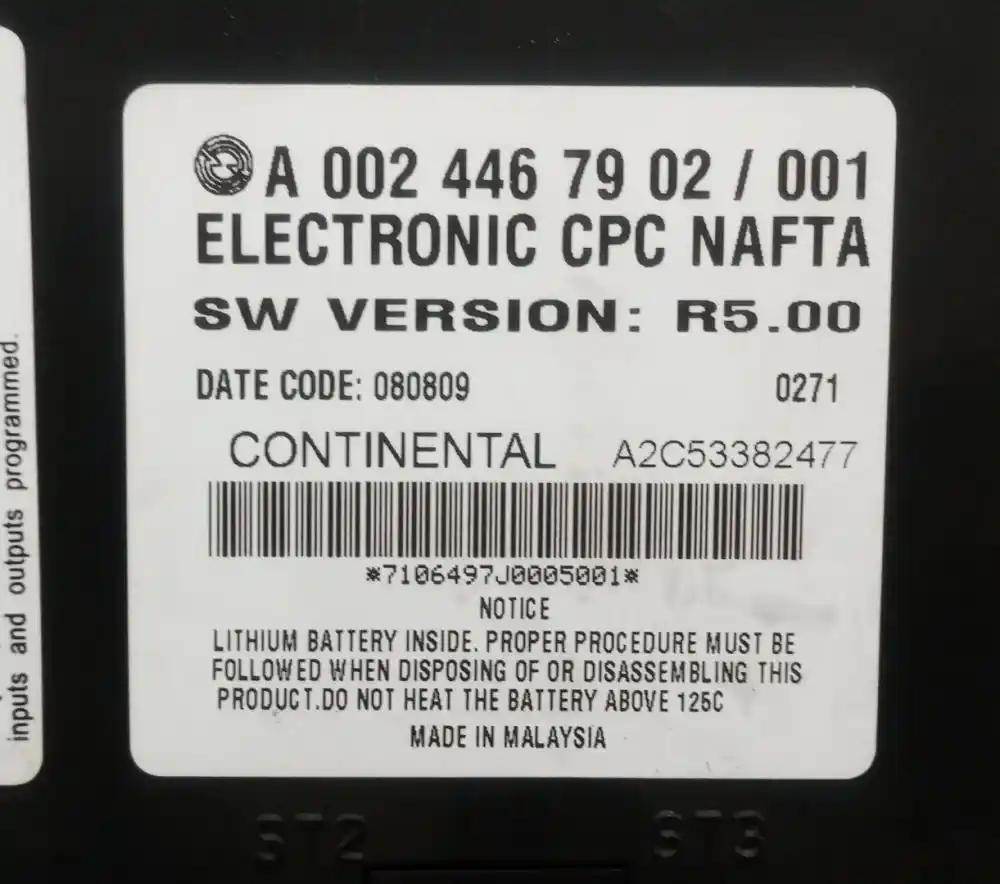 inputs and outputs programmed.
A 002 446 79 02 / 001
ELECTRONIC CPC NAFTA
SW VERSION: R5.00
DATE CODE: 080809 0271
CONTINENTAL A2C53382477
*7106497J0005001*
NOTICE
LITHIUM BATTERY INSIDE. PROPER PROCEDURE MUST BE
FOLLOWED WHEN DISPOSING OF OR DISASSEMBLING THIS
PRODUCT.DO NOT HEAT THE BATTERY ABOVE 125C
MADE IN MALAYSIA
ST2 ST3